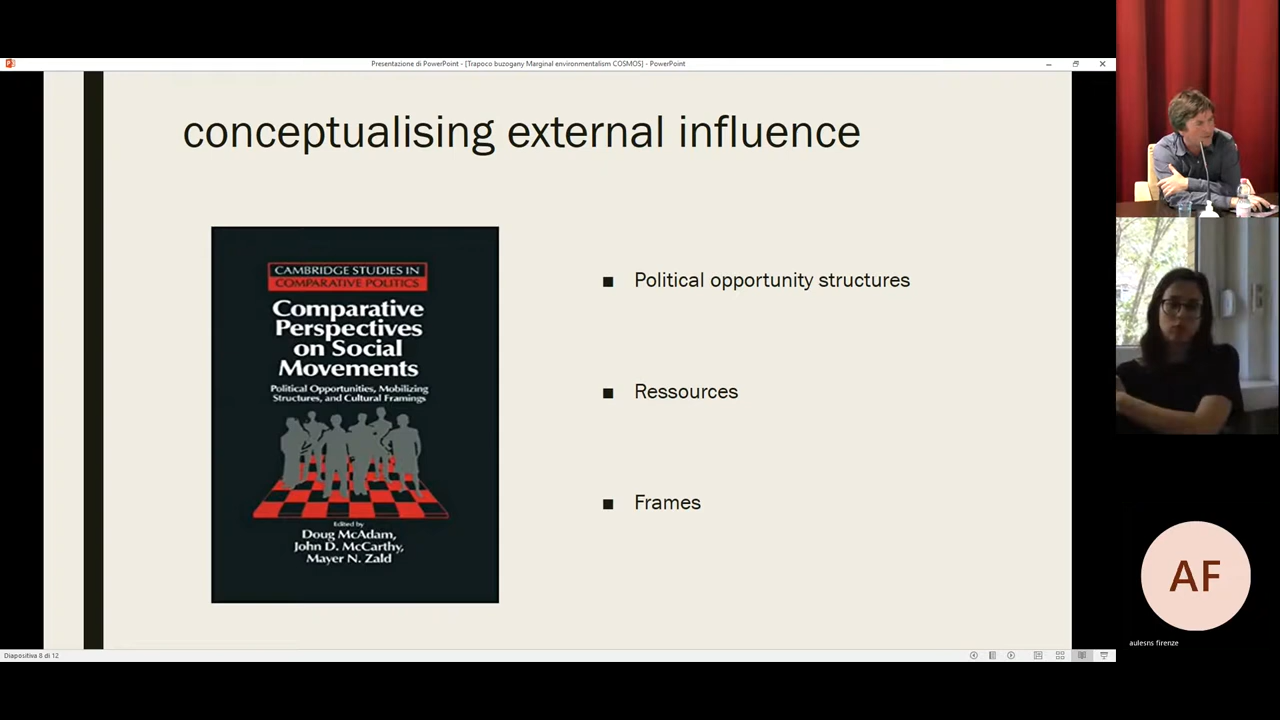 Presentazione di PowerPoint - [Trapoco buzogany Marginal environmentalism COSMOS] - PowerPoint
conceptualising external influence
CAMBRIDGE STUDIES IN
COMPARATIVE POLITICS
Comparative
Perspectives
on Social
Movements
Political Opportunities, Mobilizing
Structures, and Cultural Framings
Edited by
Doug McAdam,
John D. McCarthy,
Mayer N. Zald
■ Political opportunity structures
■ Ressources
■ Frames
AF
aulesns firenze
Diapositiva 8 di 12